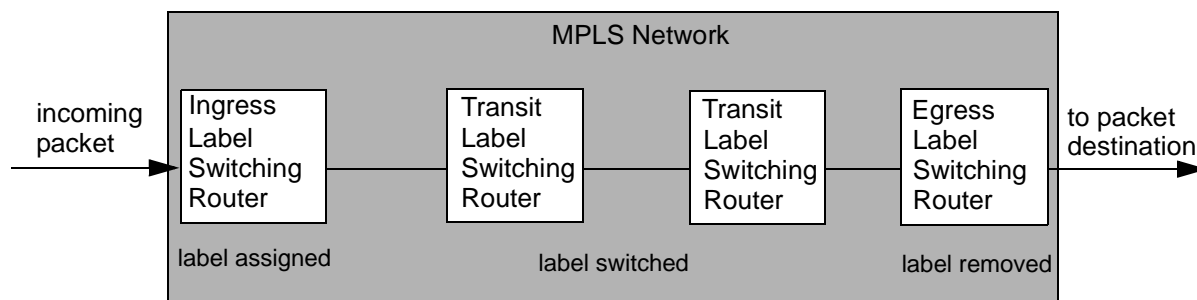 MPLS Network
incoming
packet
Ingress
Label
Switching
Router
Transit
Label
Switching
Router
Transit
Label
Switching
Router
Egress
Label
Switching
Router
to packet
destination
label assigned
label switched
label removed